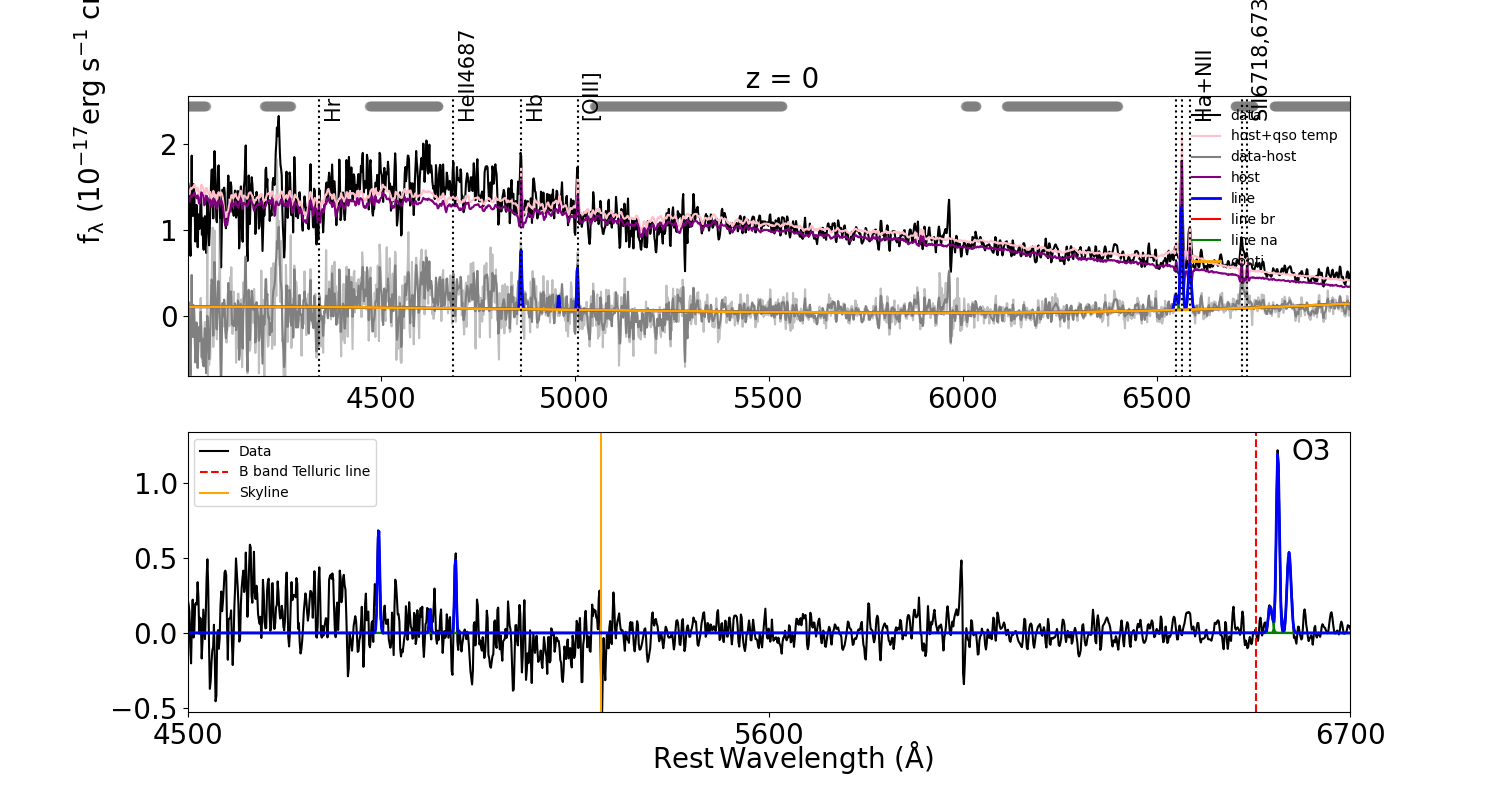 z = 0
Hr
HeII4687
Hb
[OIII]
Ha+NII
SII6718,673
fλ (10−17erg s−1 c
2
1
0
data
host+qso temp
data-host
host
line
line br
line na
conti
4500
5000
5500
6000
6500
Data
B band Telluric line
Skyline
O3
1.0
0.5
0.0
−0.5
4500
5600
6700
Rest Wavelength (Å)